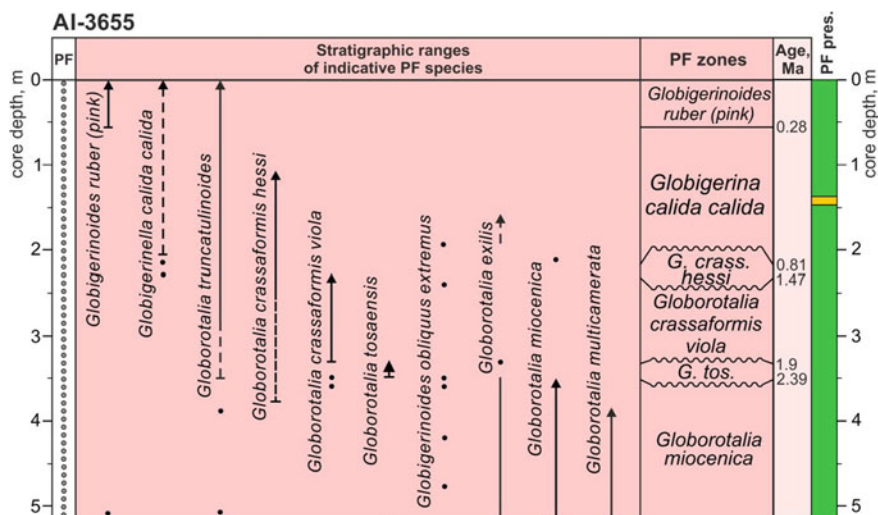 AI-3655
PF
Stratigraphic ranges
of indicative PF species
PF zones
Age,
Ma
PF pres.
core depth, m
0
1
2
3
4
5
Globigerinoides ruber (pink)
Globigerinella calida calida
Globorotalia truncatulinoides
Globorotalia crassaformis hessi
Globorotalia crassaformis viola
Globorotalia tosaensis
Globigerinoides obliquus extremus
Globorotalia exilis
Globorotalia miocenica
Globorotalia multicamerata
Globigerinoides
ruber (pink)
0.28
Globigerina
calida calida
G. crass.
hessi
0.81
1.47
Globorotalia
crassaformis
viola
1.9
G. tos.
2.39
Globorotalia
miocenica
0
1
2
3
4
5
core depth, m